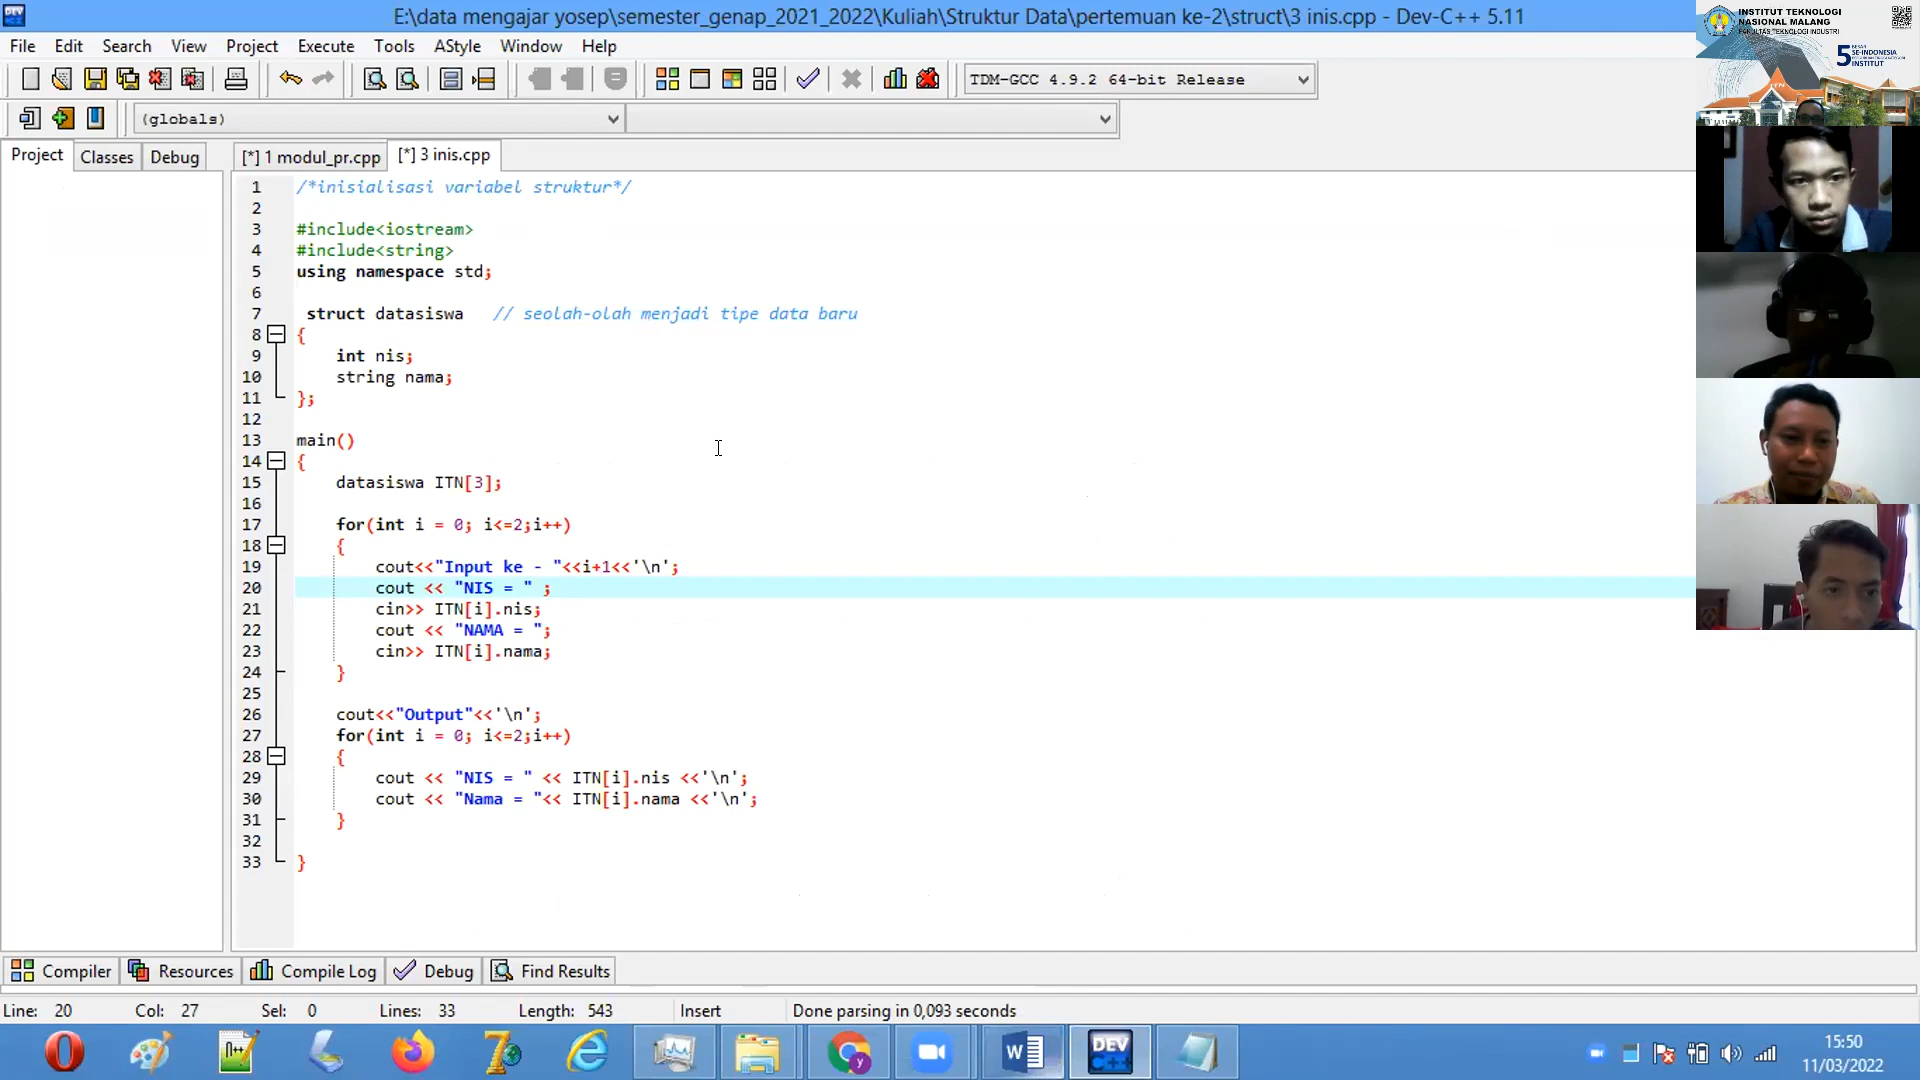 E:\data mengajar yosep\semester_genap_2021_2022\Kuliah\Struktur Data\pertemuan ke-2\struct\3 inis.cpp - Dev-C++ 5.11
File Edit Search View Project Execute Tools AStyle Window Help
TDM-GCC 4.9.2 64-bit Release
(globals)
Project Classes Debug [*] 1 modul_pr.cpp [*] 3 inis.cpp
1 /*inisialisasi variabel struktur*/
2
3 #include<iostream>
4 #include<string>
5 using namespace std;
6
7 struct datasiswa // seolah-olah menjadi tipe data baru
8 {
9 int nis;
10 string nama;
11 };
12
13 main()
14 {
15 datasiswa ITN[3];
16
17 for(int i = 0; i<=2;i++)
18 {
19 cout<<"Input ke - "<<i+1<<'\n';
20 cout << "NIS = " ;
21 cin>> ITN[i].nis;
22 cout << "NAMA = ";
23 cin>> ITN[i].nama;
24 }
25
26 cout<<"Output"<<'\n';
27 for(int i = 0; i<=2;i++)
28 {
29 cout << "NIS = " << ITN[i].nis <<'\n';
30 cout << "Nama = "<< ITN[i].nama <<'\n';
31 }
32
33 }
Compiler Resources Compile Log Debug Find Results
Line: 20 Col: 27 Sel: 0 Lines: 33 Length: 543 Insert Done parsing in 0,093 seconds
15:50
11/03/2022
INSTITUT TEKNOLOGI
NASIONAL MALANG
FAKULTAS TEKNOLOGI INDUSTRI
5 BESAR
SE-INDONESIA
INSTITUT